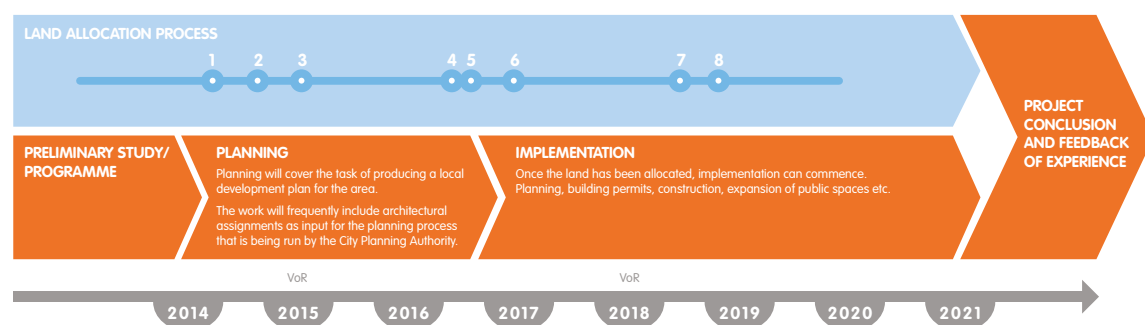 LAND ALLOCATION PROCESS
1 2 3 4 5 6 7 8
PROJECT
CONCLUSION
AND FEEDBACK
OF EXPERIENCE
PRELIMINARY STUDY/
PROGRAMME
PLANNING
Planning will cover the task of producing a local
development plan for the area.
The work will frequently include architectural
assignments as input for the planning process
that is being run by the City Planning Authority.
IMPLEMENTATION
Once the land has been allocated, implementation can commence.
Planning, building permits, construction, expansion of public spaces etc.
VoR VoR
2014 2015 2016 2017 2018 2019 2020 2021